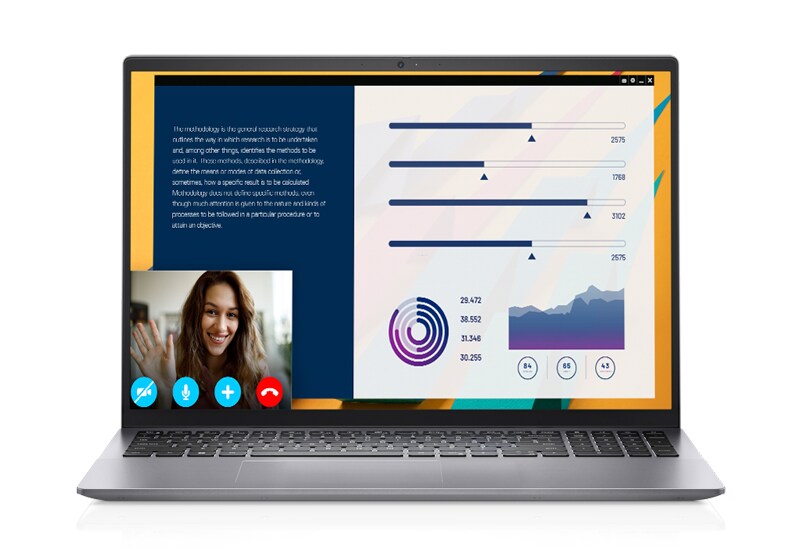 The methodology is the general research strategy that
outlines the way in which research is to be undertaken
and, among other things, identifies the methods to be
used in it. These methods, described in the methodology,
define the means or modes of data collection or,
sometimes, how a specific result is to be calculated
Methodology does not define specific methods, even
though much attention is given to the nature and kinds of
processes to be followed in a particular procedure or to
attain an objective.
2575
1768
3102
2575
29.472
38.552
31.346
30.255
84
65
43